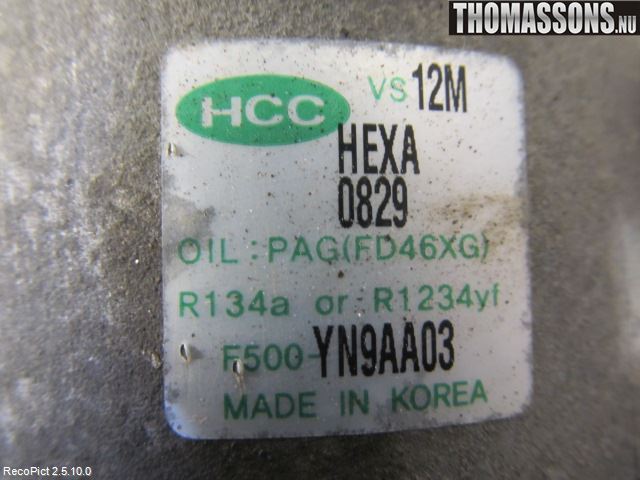 THOMASSONS.NU
HCC VS12M
HEXA
0829
OIL : PAG(FD46XG)
R134a or R1234yf
F500-YN9AA03
MADE IN KOREA
RecoPict 2.5.10.0